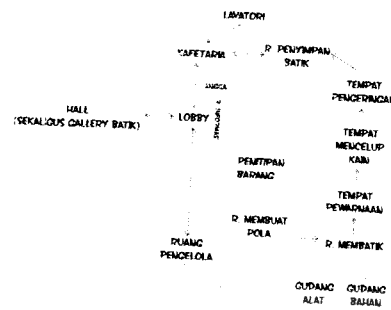 LAVATORI
KAFETARIA
R. PENYIMPAN
BATIK
TEMPAT
PENGERINGAN
HALL
(SEKALIGUS GALLERY BATIK)
LOBBY
TEMPAT
MENCELUP
KAIN
PENITIPAN
BARANG
TEMPAT
PEWARNAAN
R. MEMBUAT
POLA
R. MEMBATIK
RUANG
PENGELOLA
GUDANG
ALAT
GUDANG
BAHAN